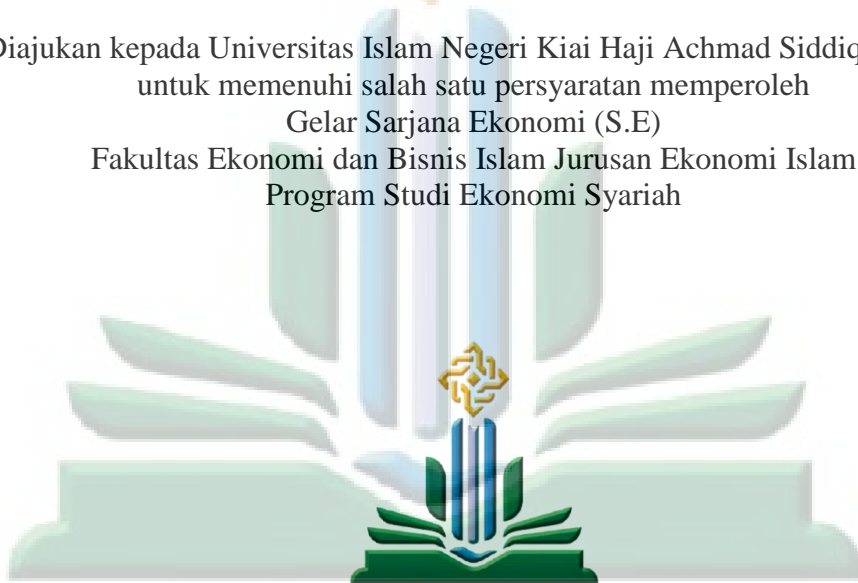 Diajukan kepada Universitas Islam Negeri Kiai Haji Achmad
untuk memenuhi salah satu persyaratan memperoleh
Gelar Sarjana Ekonomi (S.E)
Fakultas Ekonomi dan Bisnis Islam Jurusan Ekonomi Islam
Program Studi Ekonomi Syariah